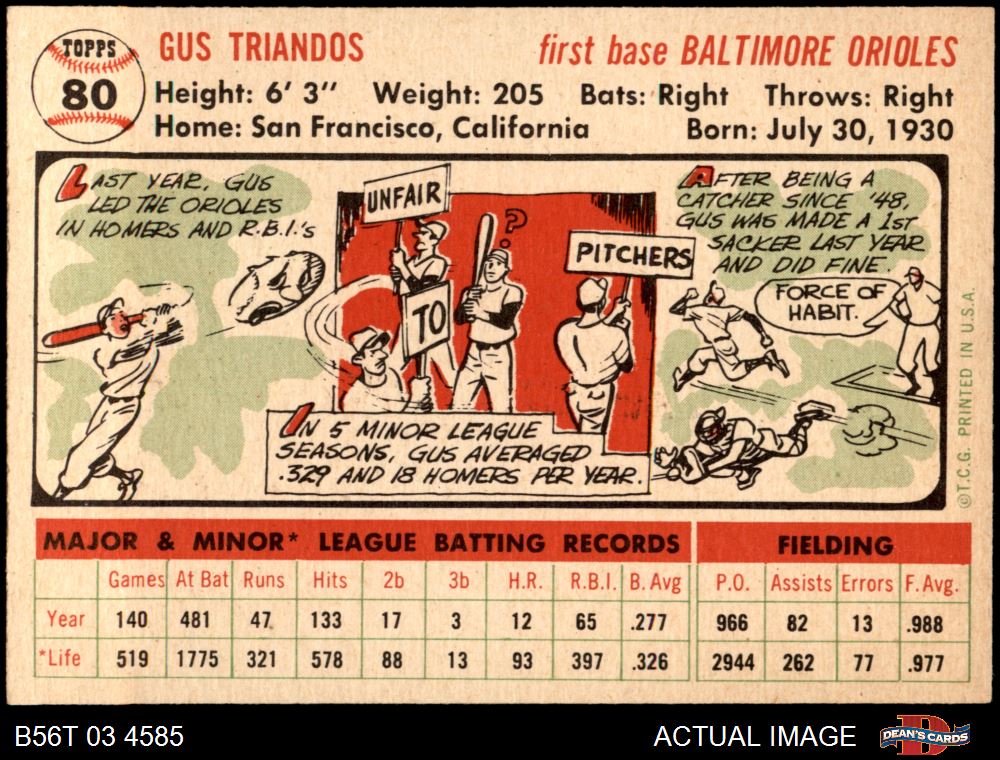 TOPPS
80
GUS TRIANDOS
first base BALTIMORE ORIOLES
Height: 6' 3" Weight: 205 Bats: Right Throws: Right
Home: San Francisco, California Born: July 30, 1930
LAST YEAR, GUS
LED THE ORIOLES
IN HOMERS AND R.B.I.'s
UNFAIR
TO
PITCHERS
?
IN 5 MINOR LEAGUE
SEASONS, GUS AVERAGED
.329 AND 18 HOMERS PER YEAR.
AFTER BEING A
CATCHER SINCE '48,
GUS WAS MADE A 1ST
SACKER LAST YEAR
AND DID FINE.
FORCE OF
HABIT.
©T.C.G. PRINTED IN U.S.A.
MAJOR & MINOR* LEAGUE BATTING RECORDS FIELDING
Games At Bat Runs Hits 2b 3b H.R. R.B.I. B. Avg P.O. Assists Errors F. Avg.
Year 140 481 47 133 17 3 12 65 .277 966 82 13 .988
*Life 519 1775 321 578 88 13 93 397 .326 2944 262 77 .977
B56T 03 4585
ACTUAL IMAGE
D
DEAN'S CARDS